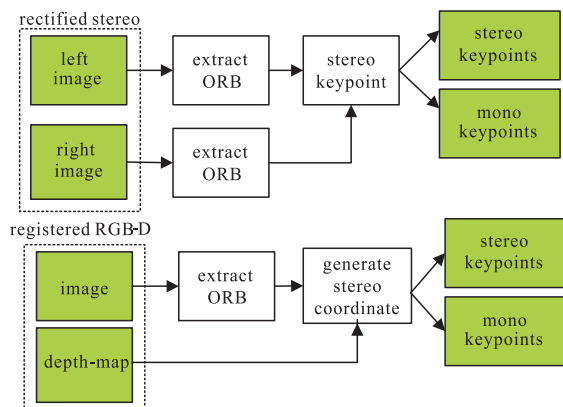 rectified stereo
left
image
extract
ORB
stereo
keypoint
stereo
keypoints
mono
keypoints
right
image
extract
ORB
registered RGB-D
image
extract
ORB
generate
stereo
coordinate
stereo
keypoints
mono
keypoints
depth-map